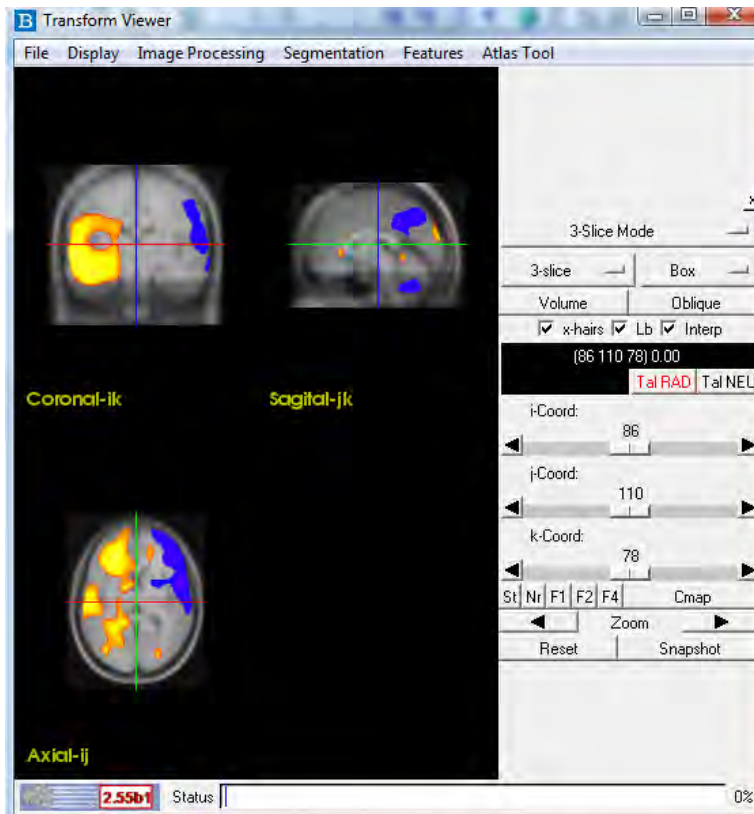 B Transform Viewer
File Display Image Processing Segmentation Features Atlas Tool
x
3-Slice Mode
3-slice Box
Volume Oblique
x-hairs Lb Interp
(86 110 78) 0.00
Tal RAD Tal NEU
Coronal-ik Sagital-jk
i-Coord:
86
j-Coord:
110
k-Coord:
78
St Nr F1 F2 F4 Cmap
Zoom
Reset Snapshot
Axial-ij
2.55b1 Status 0%